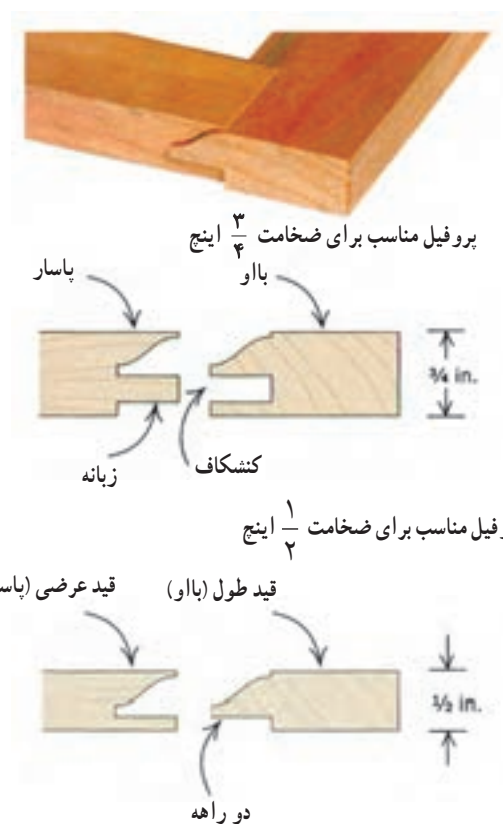 پروفیل مناسب برای ضخامت ۳/۴ اینچ
پاسار
بااو
¾ in.
زبانه
کنشکاف
وفیل مناسب برای ضخامت ۱/۲ اینچ
قید طول (بااو)
قید عرضی (پاس
½ in.
دو راهه